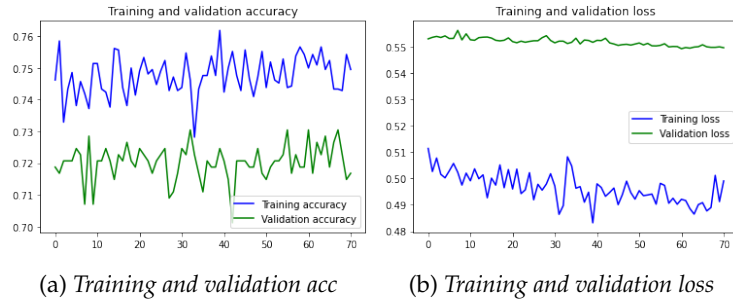 Training and validation accuracy
0.76
0.75
0.74
0.73
0.72
0.71
0.70
0 10 20 30 40 50 60 70
Training accuracy
Validation accuracy
(a) Training and validation acc
Training and validation loss
0.55
0.54
0.53
0.52
0.51
0.50
0.49
0.48
0 10 20 30 40 50 60 70
Training loss
Validation loss
(b) Training and validation loss